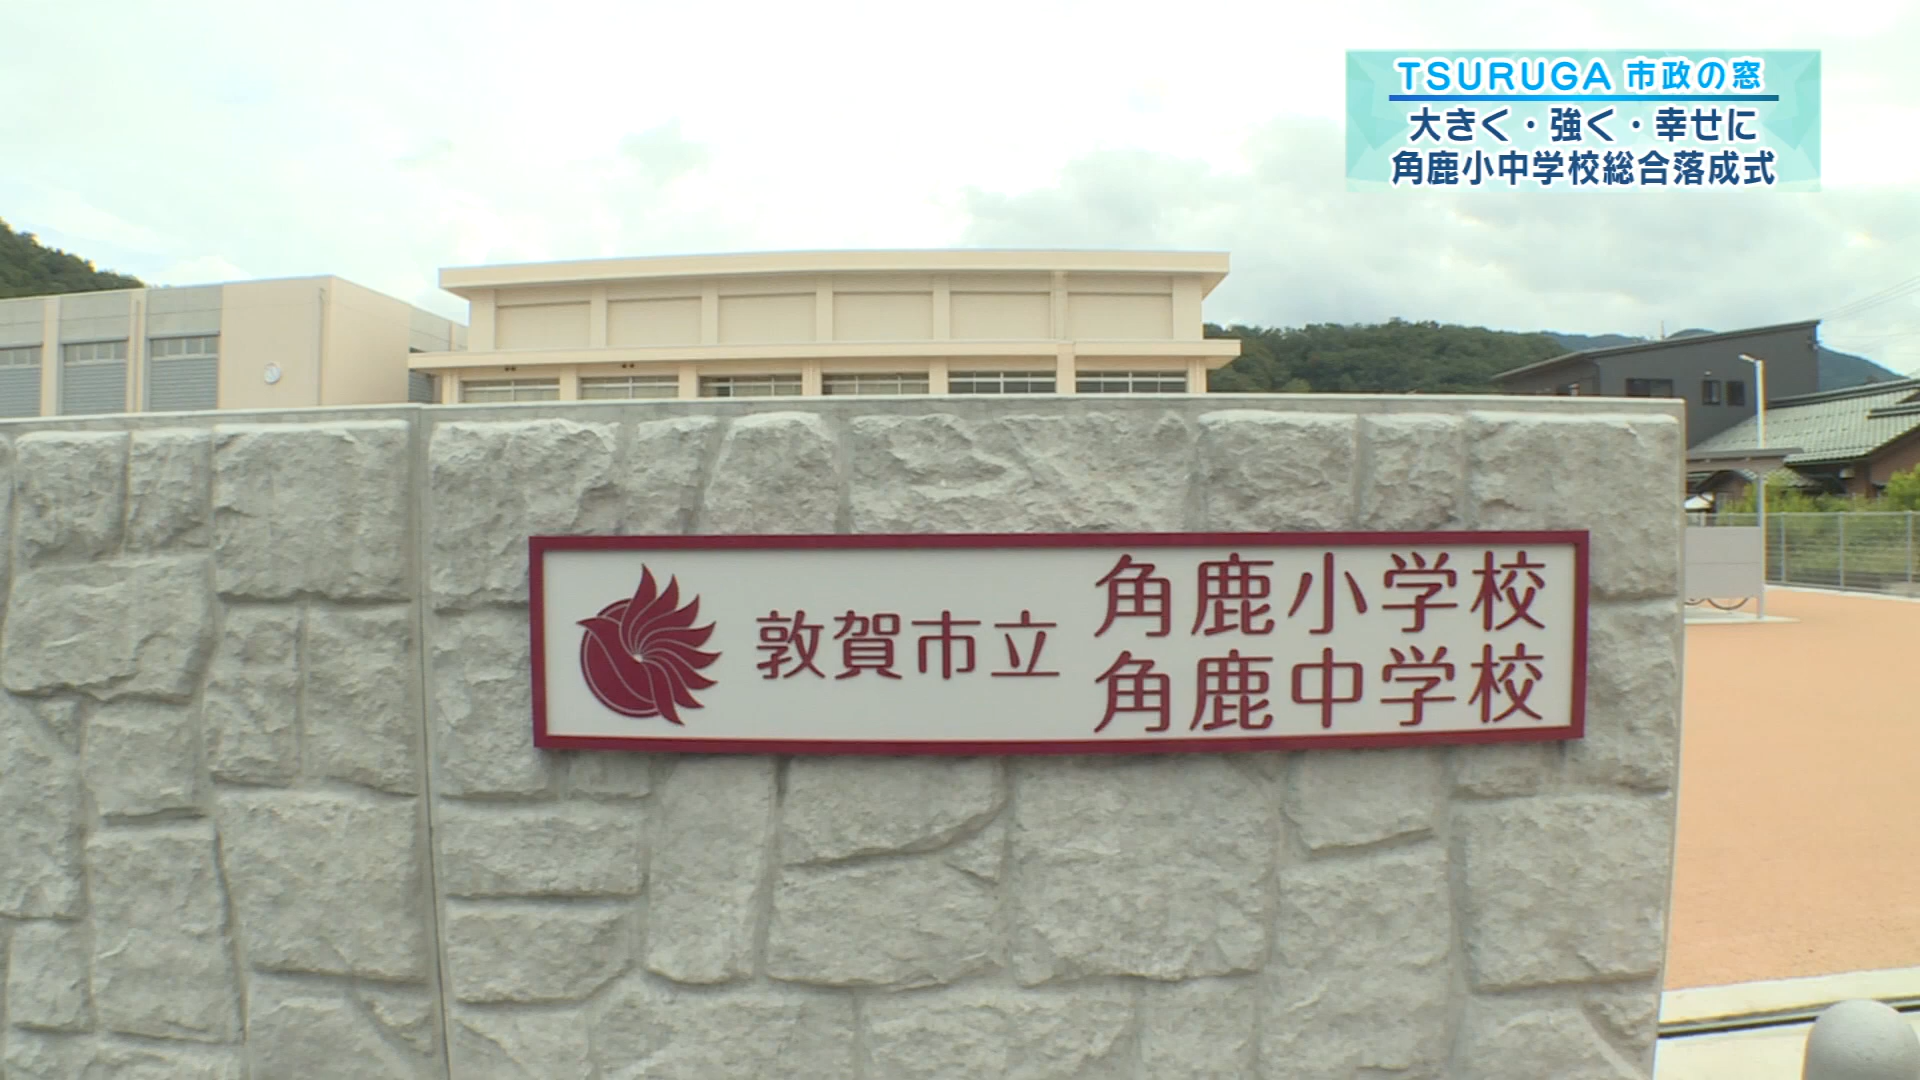 TSURUGA 市政の窓
大きく・強く・幸せに
角鹿小中学校総合落成式
敦賀市立
角鹿小学校
角鹿中学校